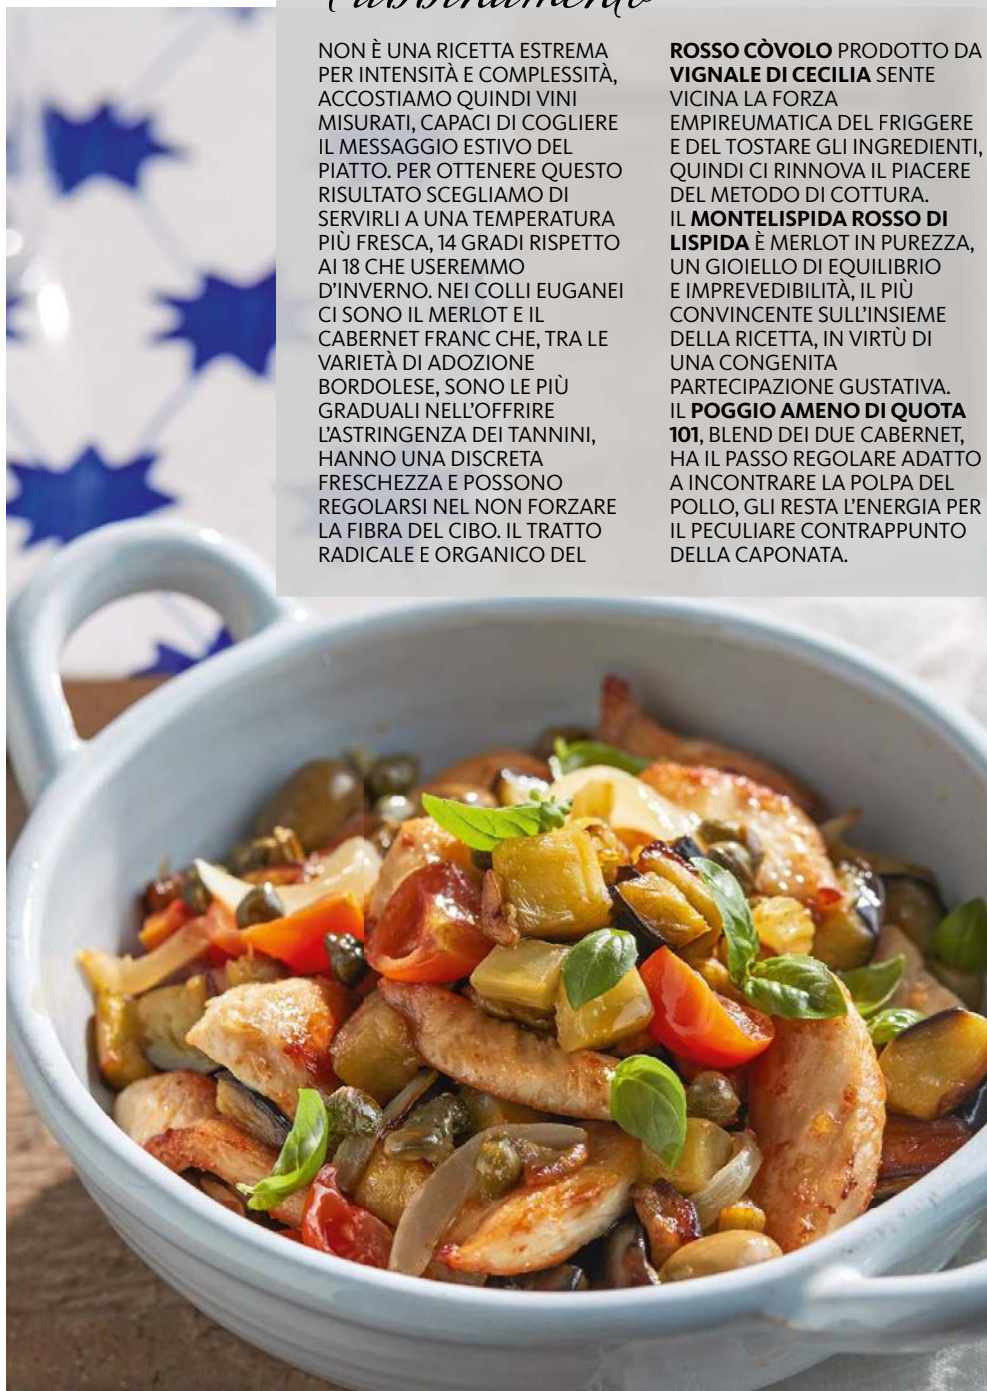 l'abbinamento
NON È UNA RICETTA ESTREMA
PER INTENSITÀ E COMPLESSITÀ,
ACCOSTIAMO QUINDI VINI
MISURATI, CAPACI DI COGLIERE
IL MESSAGGIO ESTIVO DEL
PIATTO. PER OTTENERE QUESTO
RISULTATO SCEGLIAMO DI
SERVIRLI A UNA TEMPERATURA
PIÙ FRESCA, 14 GRADI RISPETTO
AI 18 CHE USEREMMO
D'INVERNO. NEI COLLI EUGANEI
CI SONO IL MERLOT E IL
CABERNET FRANC CHE, TRA LE
VARIETÀ DI ADOZIONE
BORDOLESE, SONO LE PIÙ
GRADUALI NELL'OFFRIRE
L'ASTRINGENZA DEI TANNINI,
HANNO UNA DISCRETA
FRESCHEZZA E POSSONO
REGOLARSI NEL NON FORZARE
LA FIBRA DEL CIBO. IL TRATTO
RADICALE E ORGANICO DEL
ROSSO CÒVOLO PRODOTTO DA
VIGNALE DI CECILIA SENTE
VICINA LA FORZA
EMPIREUMATICA DEL FRIGGERE
E DEL TOSTARE GLI INGREDIENTI,
QUINDI CI RINNOVA IL PIACERE
DEL METODO DI COTTURA.
IL MONTELISPIDA ROSSO DI
LISPIDA È MERLOT IN PUREZZA,
UN GIOIELLO DI EQUILIBRIO
E IMPREVEDIBILITÀ, IL PIÙ
CONVINCENTE SULL'INSIEME
DELLA RICETTA, IN VIRTÙ DI
UNA CONGENITA
PARTECIPAZIONE GUSTATIVA.
IL POGGIO AMENO DI QUOTA
101, BLEND DEI DUE CABERNET,
HA IL PASSO REGOLARE ADATTO
A INCONTRARE LA POLPA DEL
POLLO, GLI RESTA L'ENERGIA PER
IL PECULIARE CONTRAPPUNTO
DELLA CAPONATA.